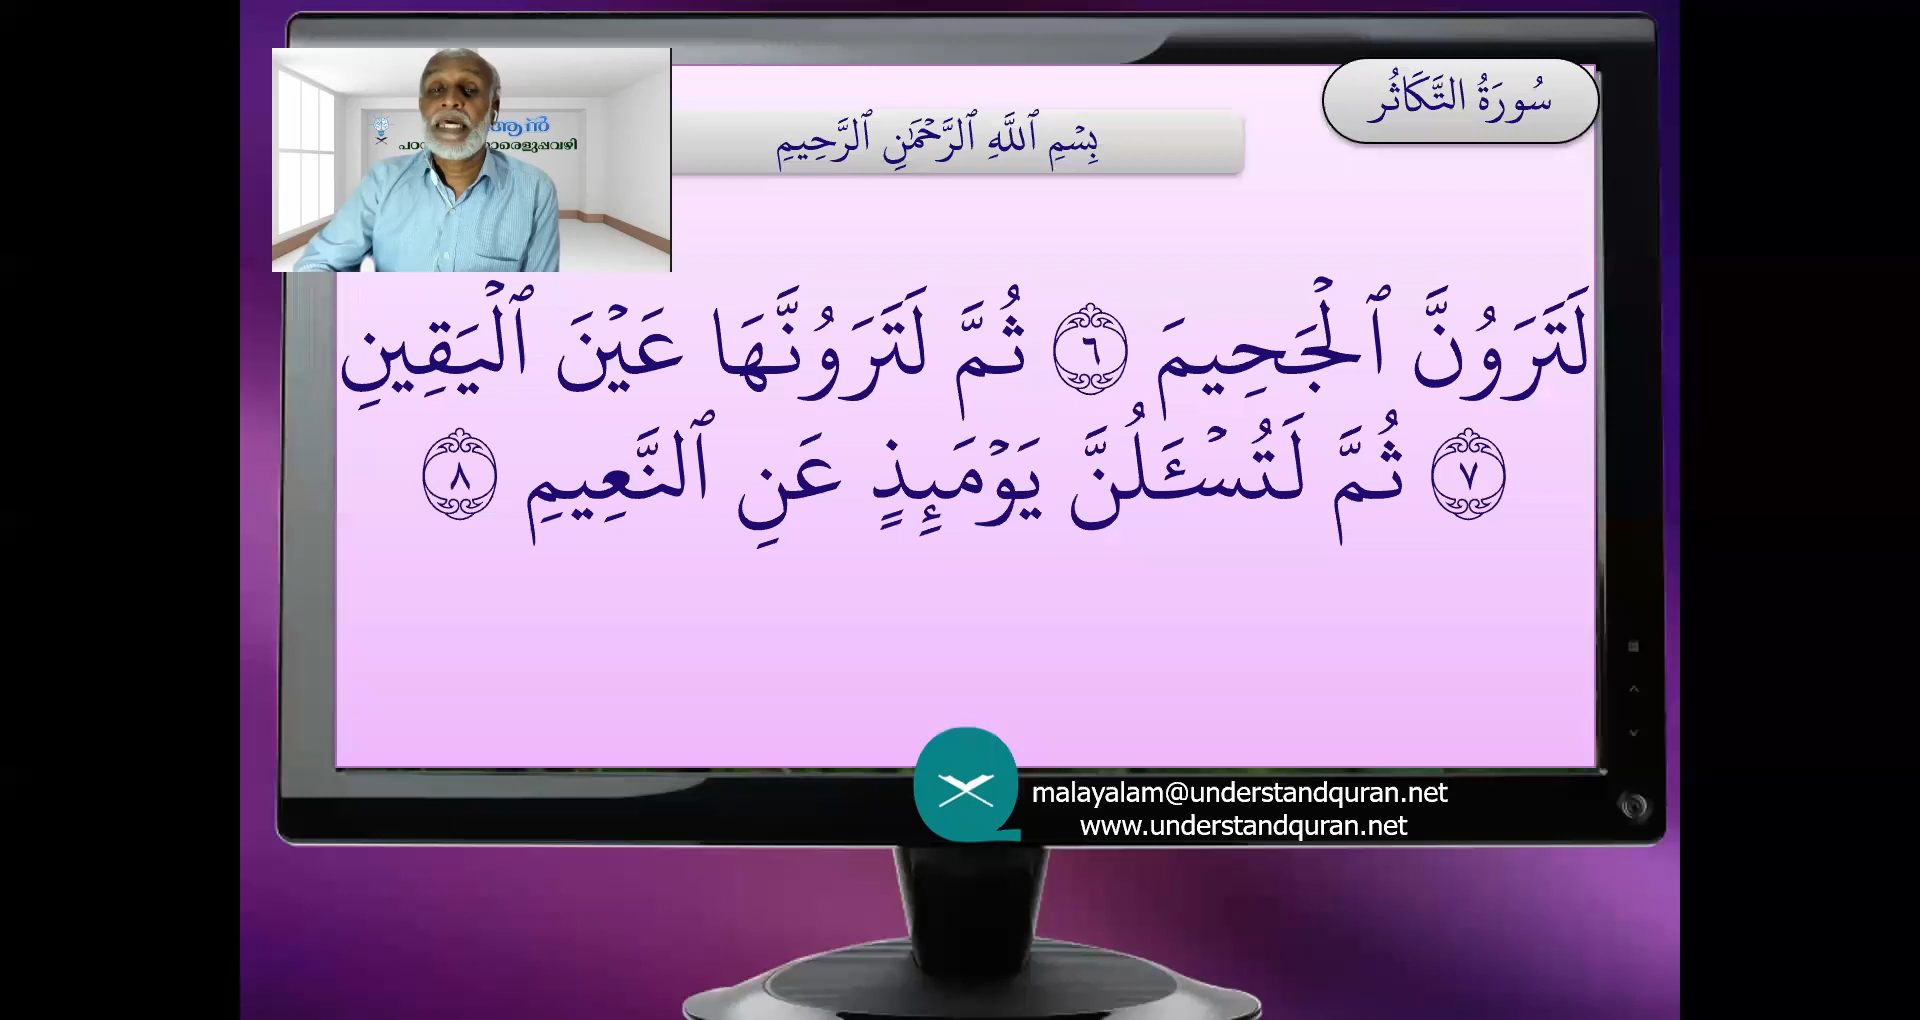 سُورَةُ التَّكَاثُر
بِسۡمِ ٱللَّهِ ٱلرَّحۡمَٰنِ ٱلرَّحِيمِ
ആൻ
لَتَرَوُنَّ ٱلۡجَحِيمَ ٦ ثُمَّ لَتَرَوُنَّهَا عَيۡنَ ٱلۡيَقِينِ
٧ ثُمَّ لَتُسۡـَٔلُنَّ يَوۡمَئِذٍ عَنِ ٱلنَّعِيمِ ٨
malayalam@understandquran.net
www.understandquran.net